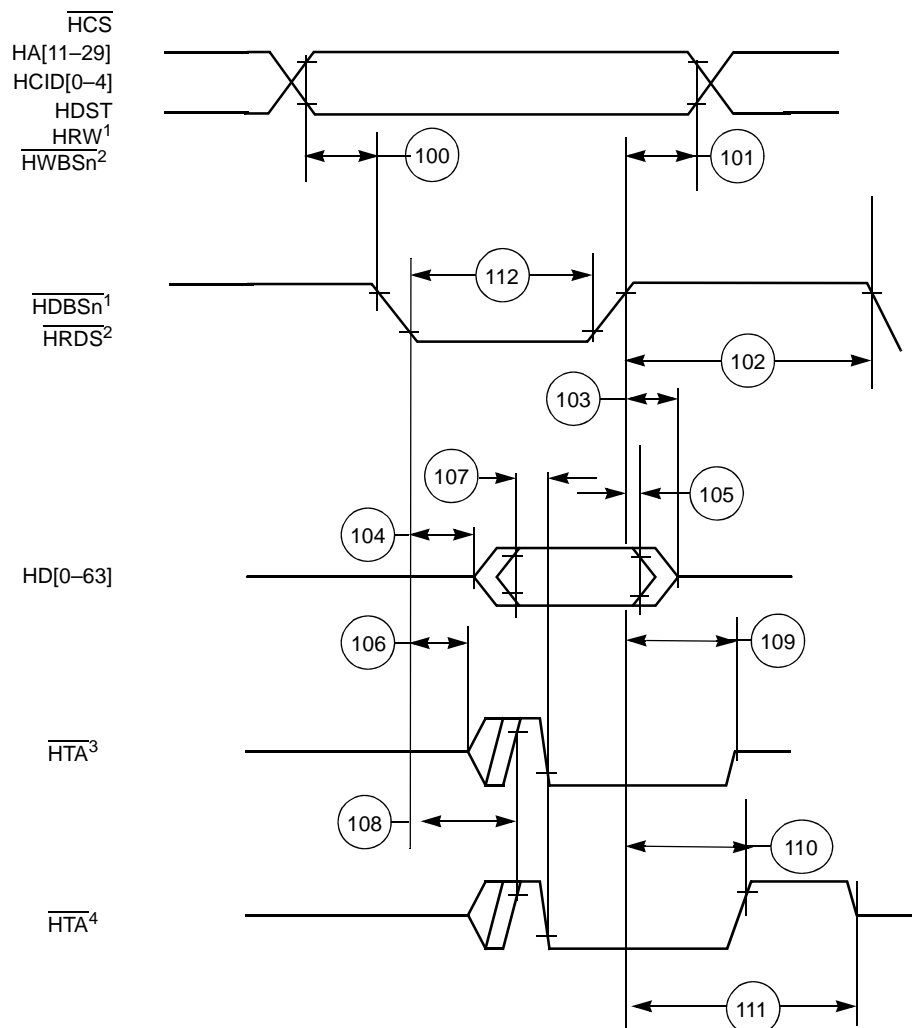 HCS
HA[11–29]
HCID[0–4]
HDST
HRW1
HWBSn2
100
101
112
HDBSn1
HRDS2
102
103
107
105
104
HD[0–63]
106
109
HTA3
108
110
HTA4
111